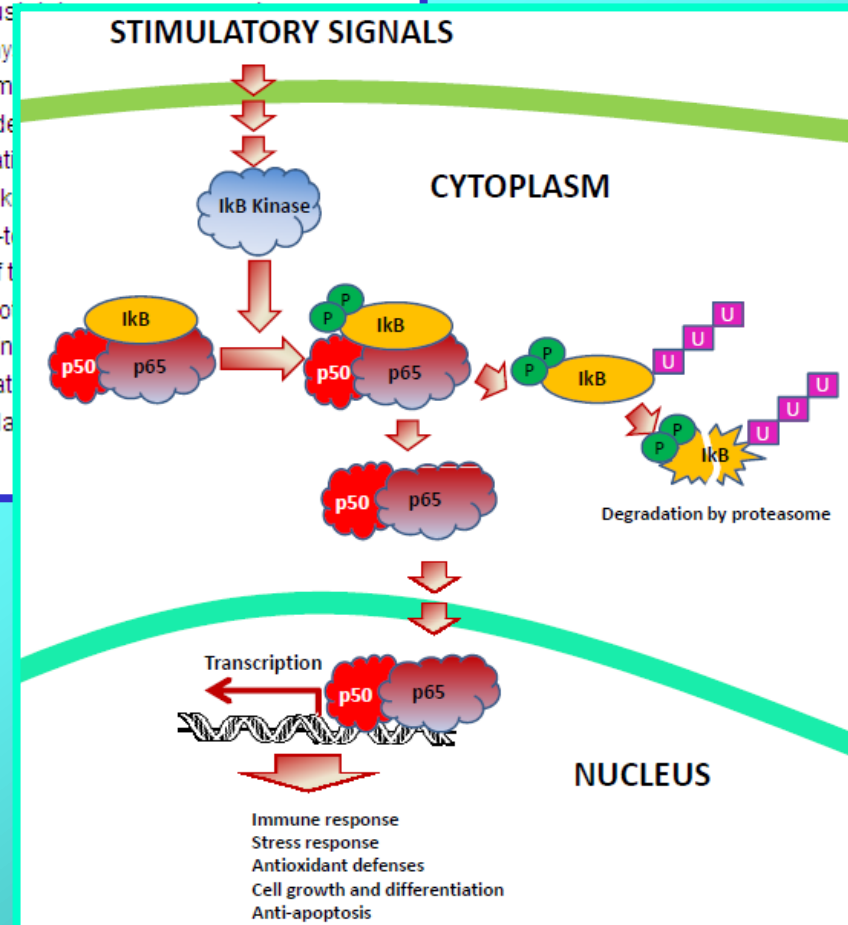 STIMULATORY SIGNALS
CYTOPLASM
IkB Kinase
P
P
IkB
IkB
p50
p65
p50
p65
P
P
IkB
U
U
U
P
P
IkB
U
U
U
p50
p65
Degradation by proteasome
Transcription
p50
p65
NUCLEUS
Immune response
Stress response
Antioxidant defenses
Cell growth and differentiation
Anti-apoptosis